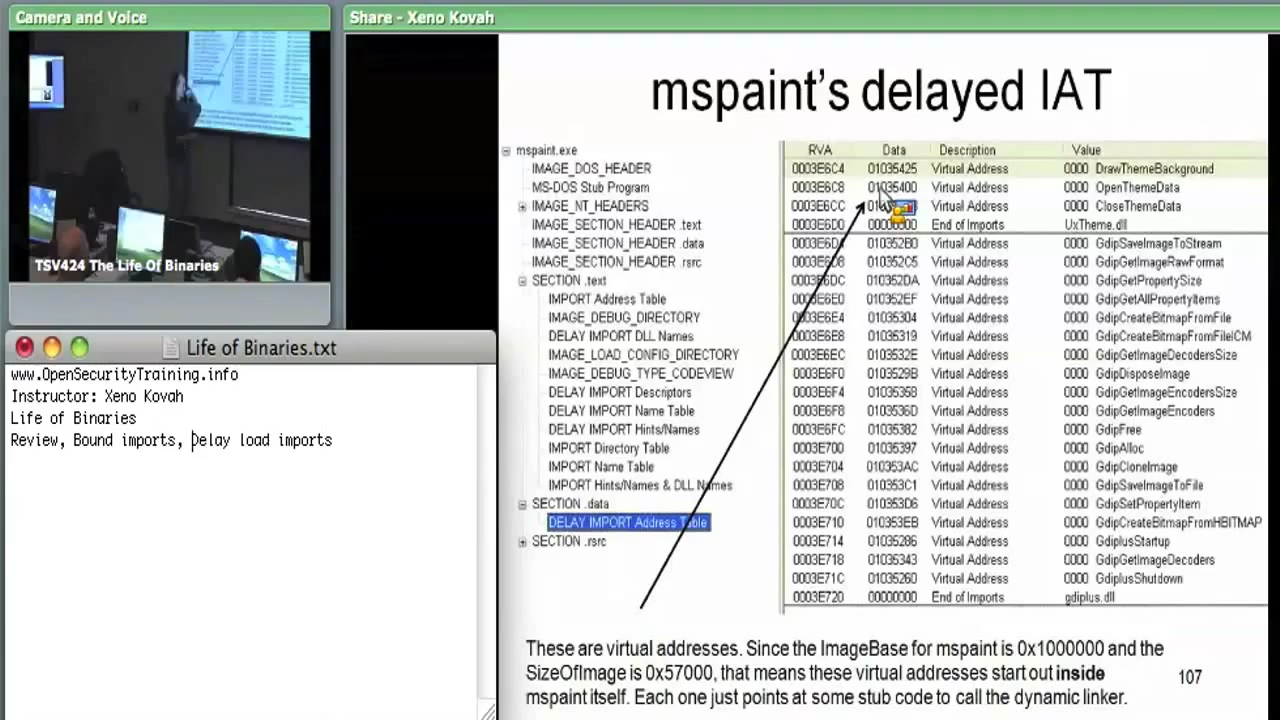 Camera and Voice
TSV424 The Life Of Binaries
Life of Binaries.txt
www.OpenSecurityTraining.info
Instructor: Xeno Kovah
Life of Binaries
Review, Bound imports, Delay load imports
Share - Xeno Kovah
mspaint's delayed IAT
mspaint.exe
IMAGE_DOS_HEADER
MS-DOS Stub Program
IMAGE_NT_HEADERS
IMAGE_SECTION_HEADER .text
IMAGE_SECTION_HEADER .data
IMAGE_SECTION_HEADER .rsrc
SECTION .text
IMPORT Address Table
IMAGE_DEBUG_DIRECTORY
DELAY IMPORT DLL Names
IMAGE_LOAD_CONFIG_DIRECTORY
IMAGE_DEBUG_TYPE_CODEVIEW
DELAY IMPORT Descriptors
DELAY IMPORT Name Table
DELAY IMPORT Hints/Names
IMPORT Directory Table
IMPORT Name Table
IMPORT Hints/Names & DLL Names
SECTION .data
DELAY IMPORT Address Table
SECTION .rsrc
RVA Data Description Value
0003E6C4 01035425 Virtual Address 0000 DrawThemeBackground
0003E6C8 01035400 Virtual Address 0000 OpenThemeData
0003E6CC Virtual Address 0000 CloseThemeData
0003E6D0 00000000 End of Imports UxTheme.dll
0003E6D4 010352B0 Virtual Address 0000 GdipSaveImageToStream
0003E6D8 010352C5 Virtual Address 0000 GdipGetImageRawFormat
0003E6DC 010352DA Virtual Address 0000 GdipGetPropertySize
0003E6E0 010352EF Virtual Address 0000 GdipGetAllPropertyItems
0003E6E4 01035304 Virtual Address 0000 GdipCreateBitmapFromFile
0003E6E8 01035319 Virtual Address 0000 GdipCreateBitmapFromFileICM
0003E6EC 0103532E Virtual Address 0000 GdipGetImageDecodersSize
0003E6F0 0103529B Virtual Address 0000 GdipDisposeImage
0003E6F4 01035358 Virtual Address 0000 GdipGetImageEncodersSize
0003E6F8 0103536D Virtual Address 0000 GdipGetImageEncoders
0003E6FC 01035382 Virtual Address 0000 GdipFree
0003E700 01035397 Virtual Address 0000 GdipAlloc
0003E704 010353AC Virtual Address 0000 GdipCloneImage
0003E708 010353C1 Virtual Address 0000 GdipSaveImageToFile
0003E70C 010353D6 Virtual Address 0000 GdipSetPropertyItem
0003E710 010353EB Virtual Address 0000 GdipCreateBitmapFromHBITMAP
0003E714 01035286 Virtual Address 0000 GdiplusStartup
0003E718 01035343 Virtual Address 0000 GdipGetImageDecoders
0003E71C 01035260 Virtual Address 0000 GdiplusShutdown
0003E720 00000000 End of Imports gdiplus.dll
These are virtual addresses. Since the ImageBase for mspaint is 0x1000000 and the
SizeOfImage is 0x57000, that means these virtual addresses start out inside
mspaint itself. Each one just points at some stub code to call the dynamic linker.
107